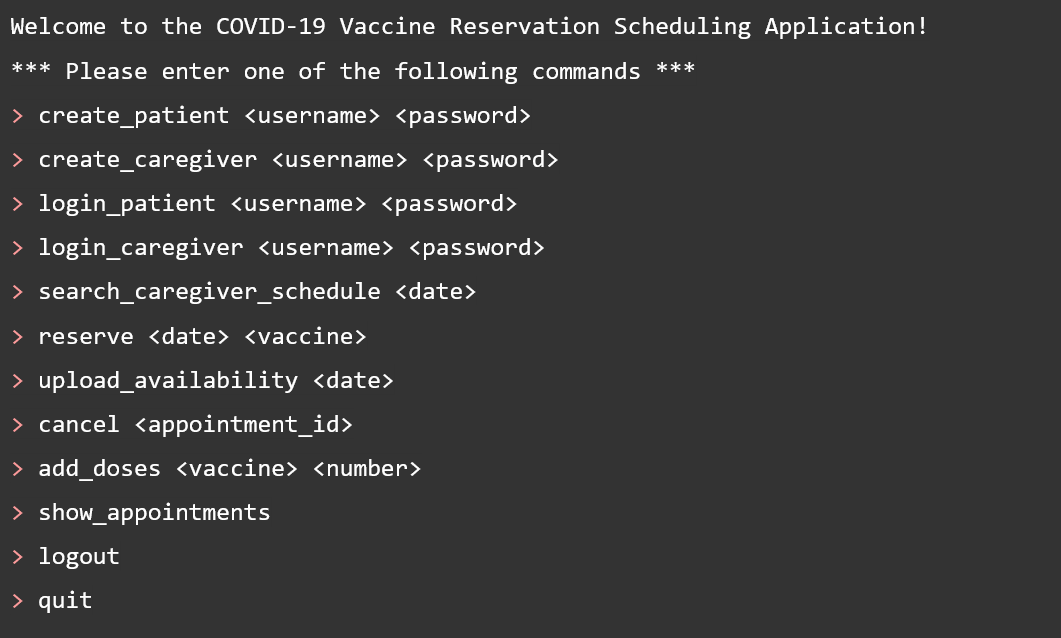 Welcome to the COVID-19 Vaccine Reservation Scheduling Application!
*** Please enter one of the following commands ***
> create_patient <username> <password>
> create_caregiver <username> <password>
> login_patient <username> <password>
> login_caregiver <username> <password>
> search_caregiver_schedule <date>
> reserve <date> <vaccine>
> upload_availability <date>
> cancel <appointment_id>
> add_doses <vaccine> <number>
> show_appointments
> logout
> quit